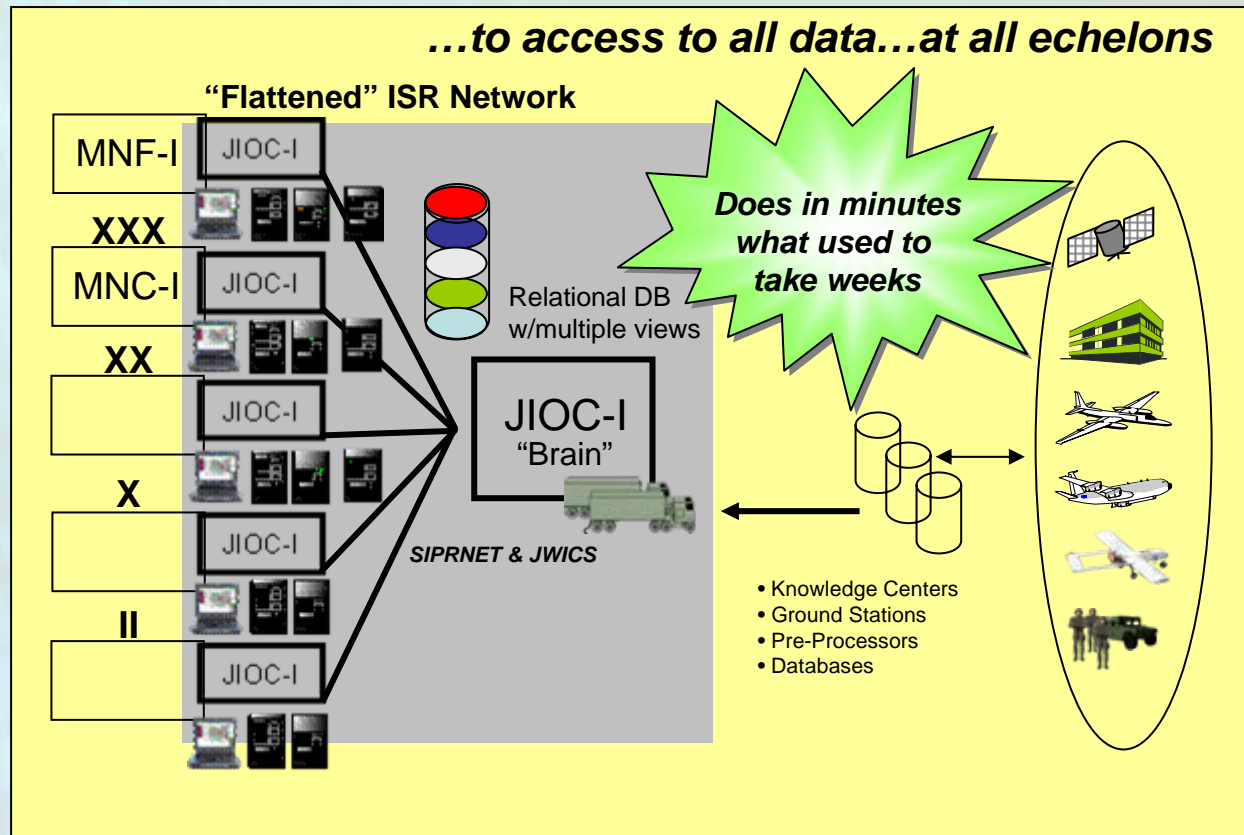 …to access to all data…at all echelons
“Flattened” ISR Network
MNF-I
JIOC-I
XXX
MNC-I
JIOC-I
XX
JIOC-I
X
JIOC-I
II
JIOC-I
Relational DB
w/multiple views
JIOC-I
“Brain”
SIPRNET & JWICS
Does in minutes
what used to
take weeks
• Knowledge Centers
• Ground Stations
• Pre-Processors
• Databases